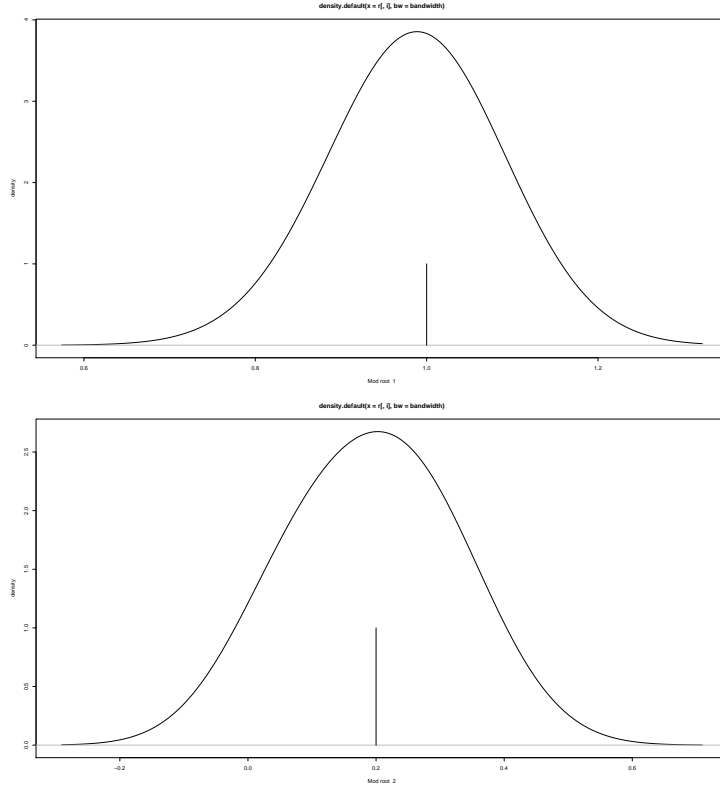 density.default(x = r[, i], bw = bandwidth)
4
3
2
1
0
density
0.6 0.8 1.0 1.2
Mod root 1
density.default(x = r[, i], bw = bandwidth)
2.5
2.0
1.5
1.0
0.5
0.0
density
−0.2 0.0 0.2 0.4 0.6
Mod root 2